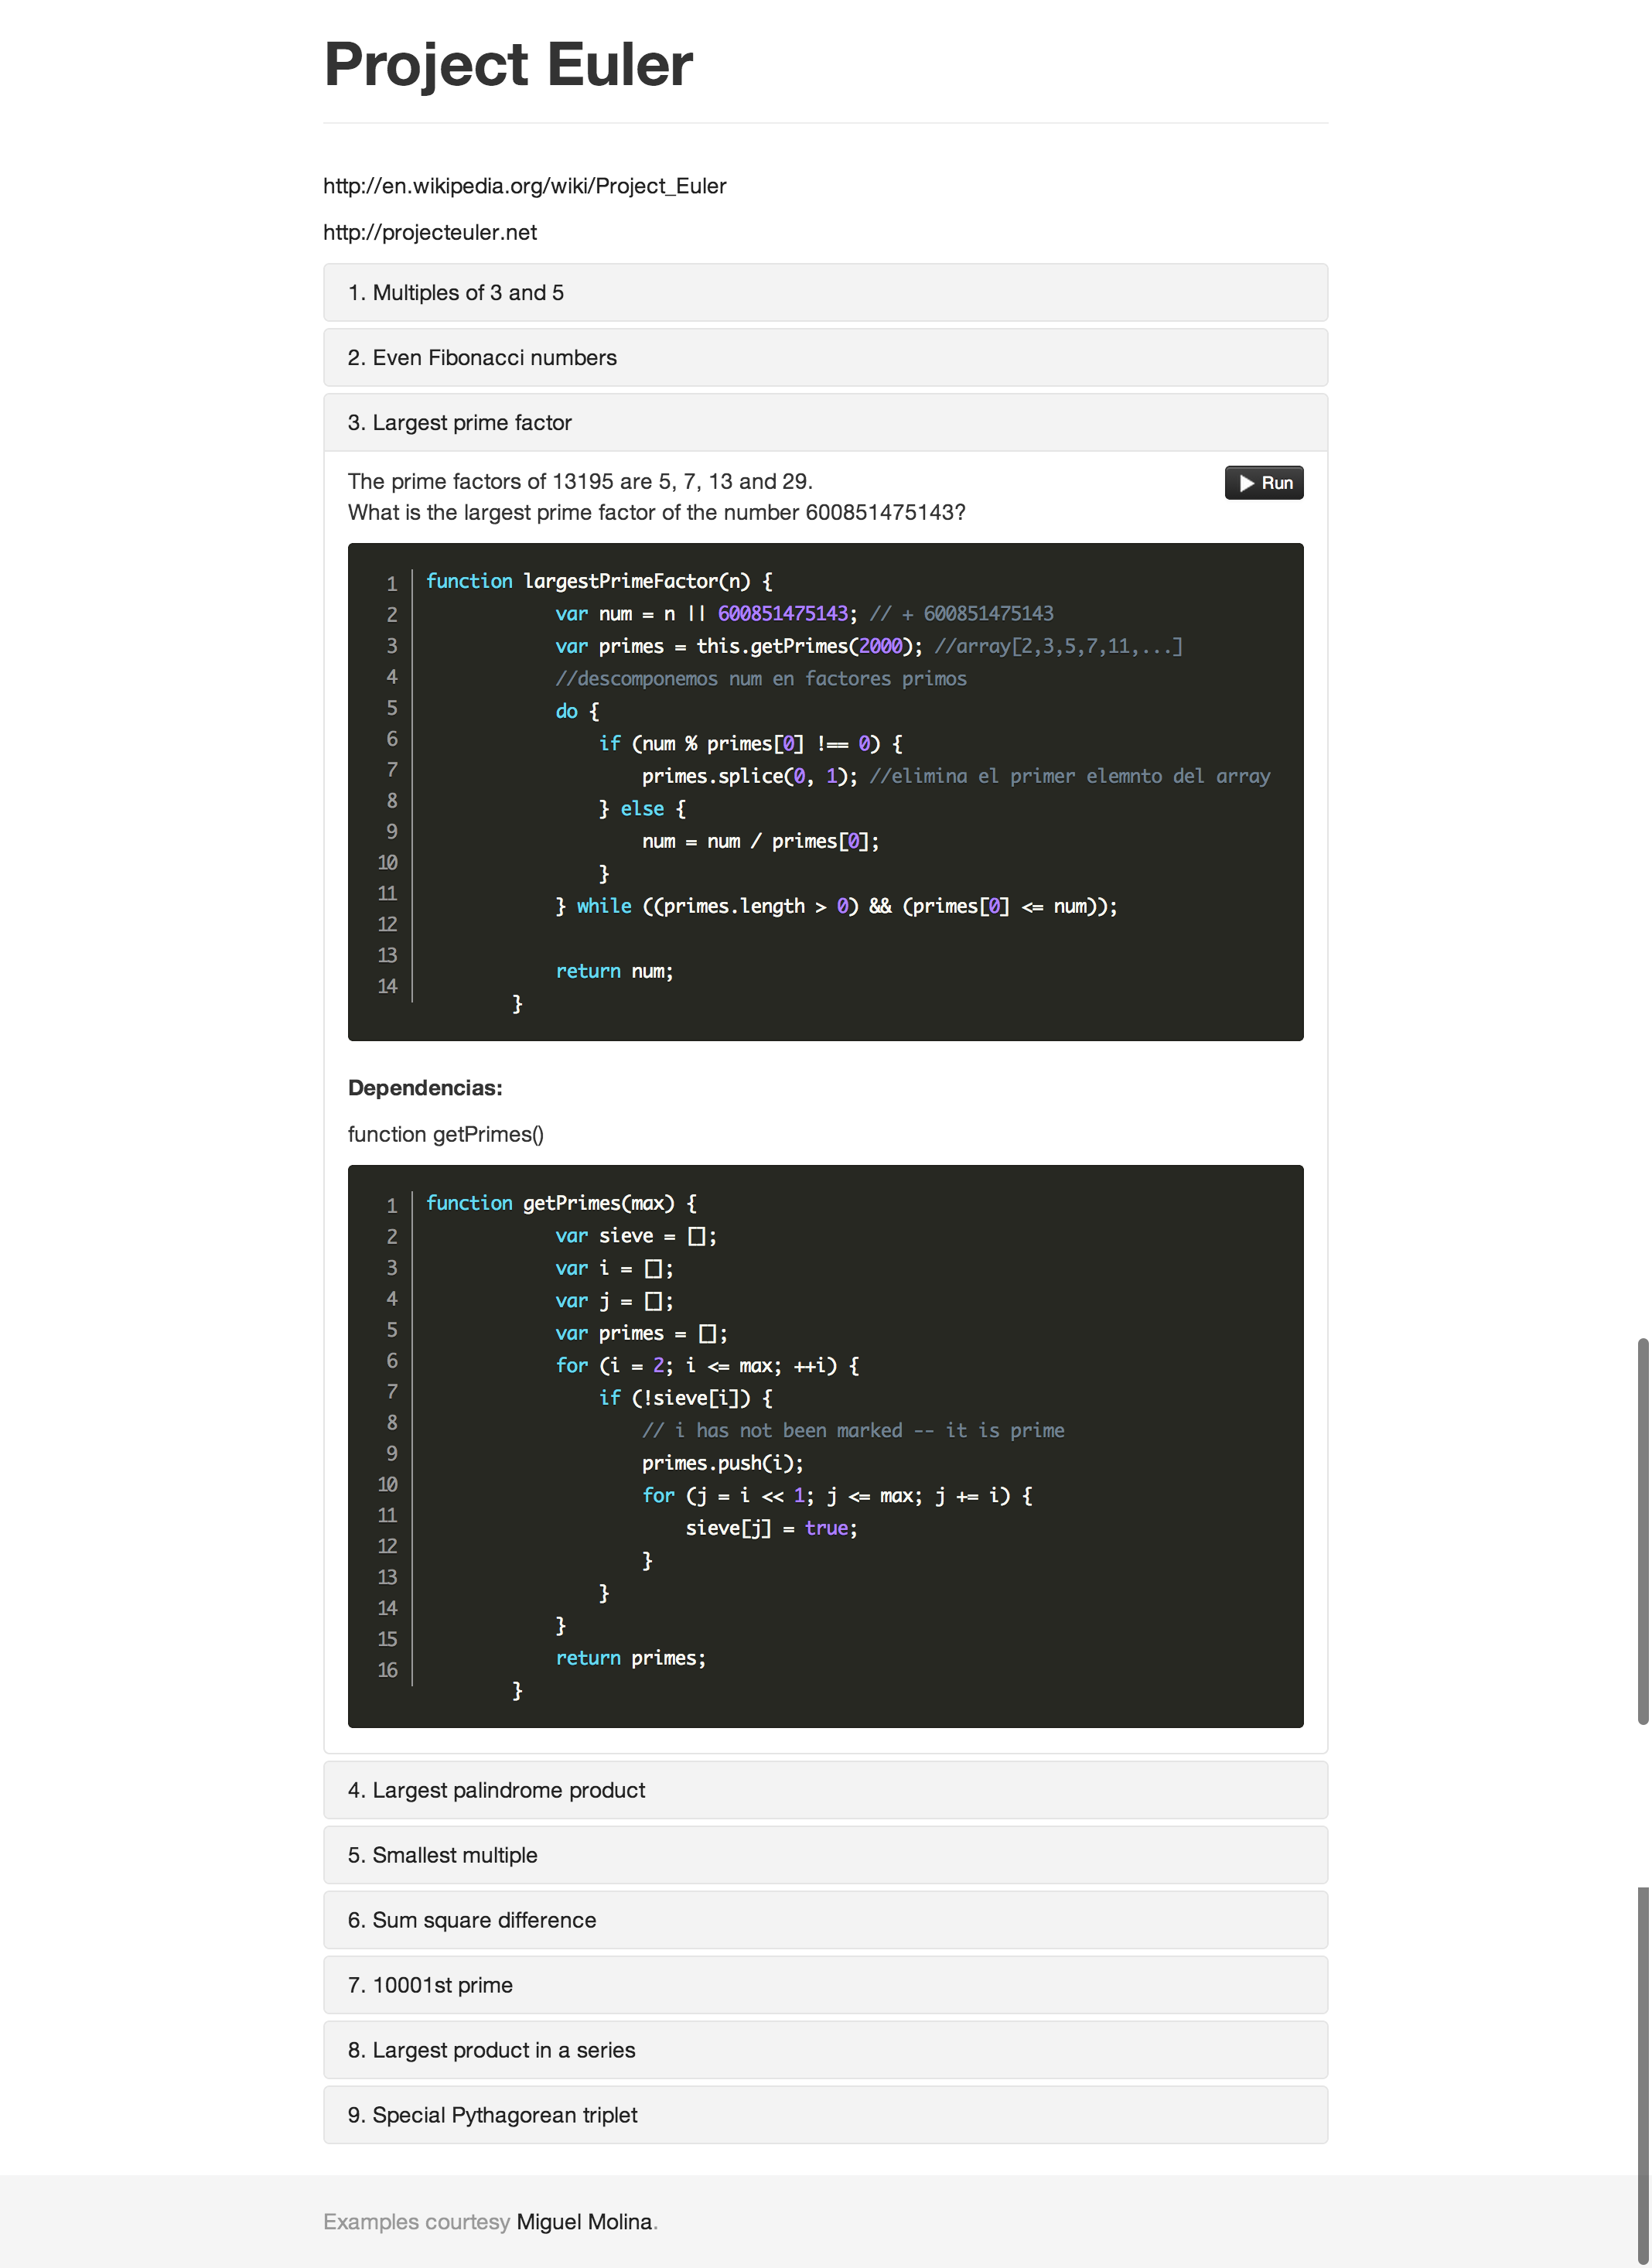 Project Euler
http://en.wikipedia.org/wiki/Project_Euler
http://projecteuler.net
1. Multiples of 3 and 5
2. Even Fibonacci numbers
3. Largest prime factor
The prime factors of 13195 are 5, 7, 13 and 29.
Run
What is the largest prime factor of the number 600851475143?
1 function largestPrimeFactor(n) {
2 var num = n || 600851475143; // + 600851475143
3 var primes = this.getPrimes(2000); //array[2,3,5,7,11,...]
4 //descomponemos num en factores primos
5 do {
6 if (num % primes[0] !== 0) {
7 primes.splice(0, 1); //elimina el primer elemnto del array
8 } else {
9 num = num / primes[0];
10 }
11 } while ((primes.length > 0) && (primes[0] <= num));
12
13 return num;
14 }
Dependencias:
function getPrimes()
1 function getPrimes(max) {
2 var sieve = [];
3 var i = [];
4 var j = [];
5 var primes = [];
6 for (i = 2; i <= max; ++i) {
7 if (!sieve[i]) {
8 // i has not been marked -- it is prime
9 primes.push(i);
10 for (j = i << 1; j <= max; j += i) {
11 sieve[j] = true;
12 }
13 }
14 }
15 return primes;
16 }
4. Largest palindrome product
5. Smallest multiple
6. Sum square difference
7. 10001st prime
8. Largest product in a series
9. Special Pythagorean triplet
Examples courtesy Miguel Molina.